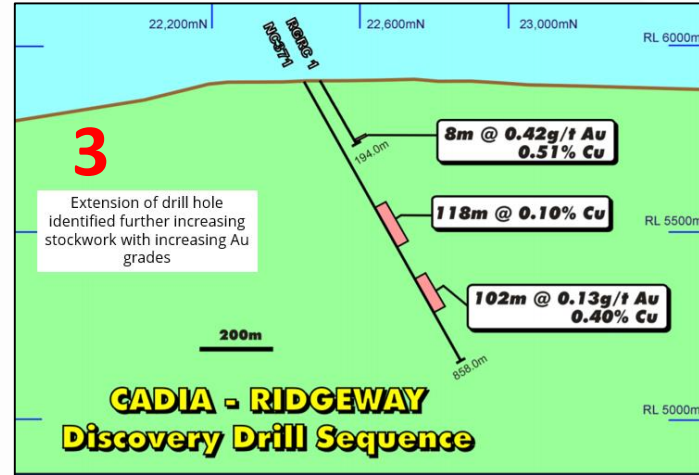 22,200mN
22,600mN
23,000mN
RL 6000m
NC371
RGRC 1
3
Extension of drill hole
identified further increasing
stockwork with increasing Au
grades
194.0m
8m @ 0.42g/t Au
0.51% Cu
118m @ 0.10% Cu
RL 5500m
102m @ 0.13g/t Au
0.40% Cu
200m
858.0m
CADIA - RIDGEWAY
Discovery Drill Sequence
RL 5000m